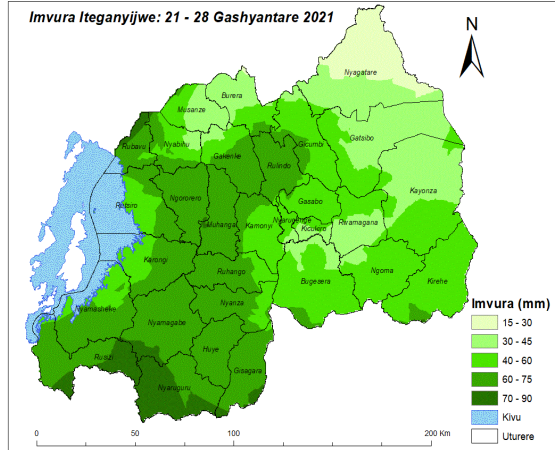 Imvura Iteganyijwe: 21 - 28 Gashyantare 2021
N
Nyagatare
Burera
Musanze
Gatsibo
Rubavu
Nyabihu
Gicumbi
Gakenke
Rulindo
Kayonza
Rutsiro
Ngororero
Gasabo
Muhanga
Kamonyi
Nyarugenge
Kicukiro
Rwamagana
Karongi
Ruhango
Bugesera
Ngoma
Kirehe
Nyanza
Nyamasheke
Nyamagabe
Huye
Rusizi
Gisagara
Nyaruguru
Imvura (mm)
15 - 30
30 - 45
40 - 60
60 - 75
70 - 90
Kivu
Uturere
0 50 100 200 Km